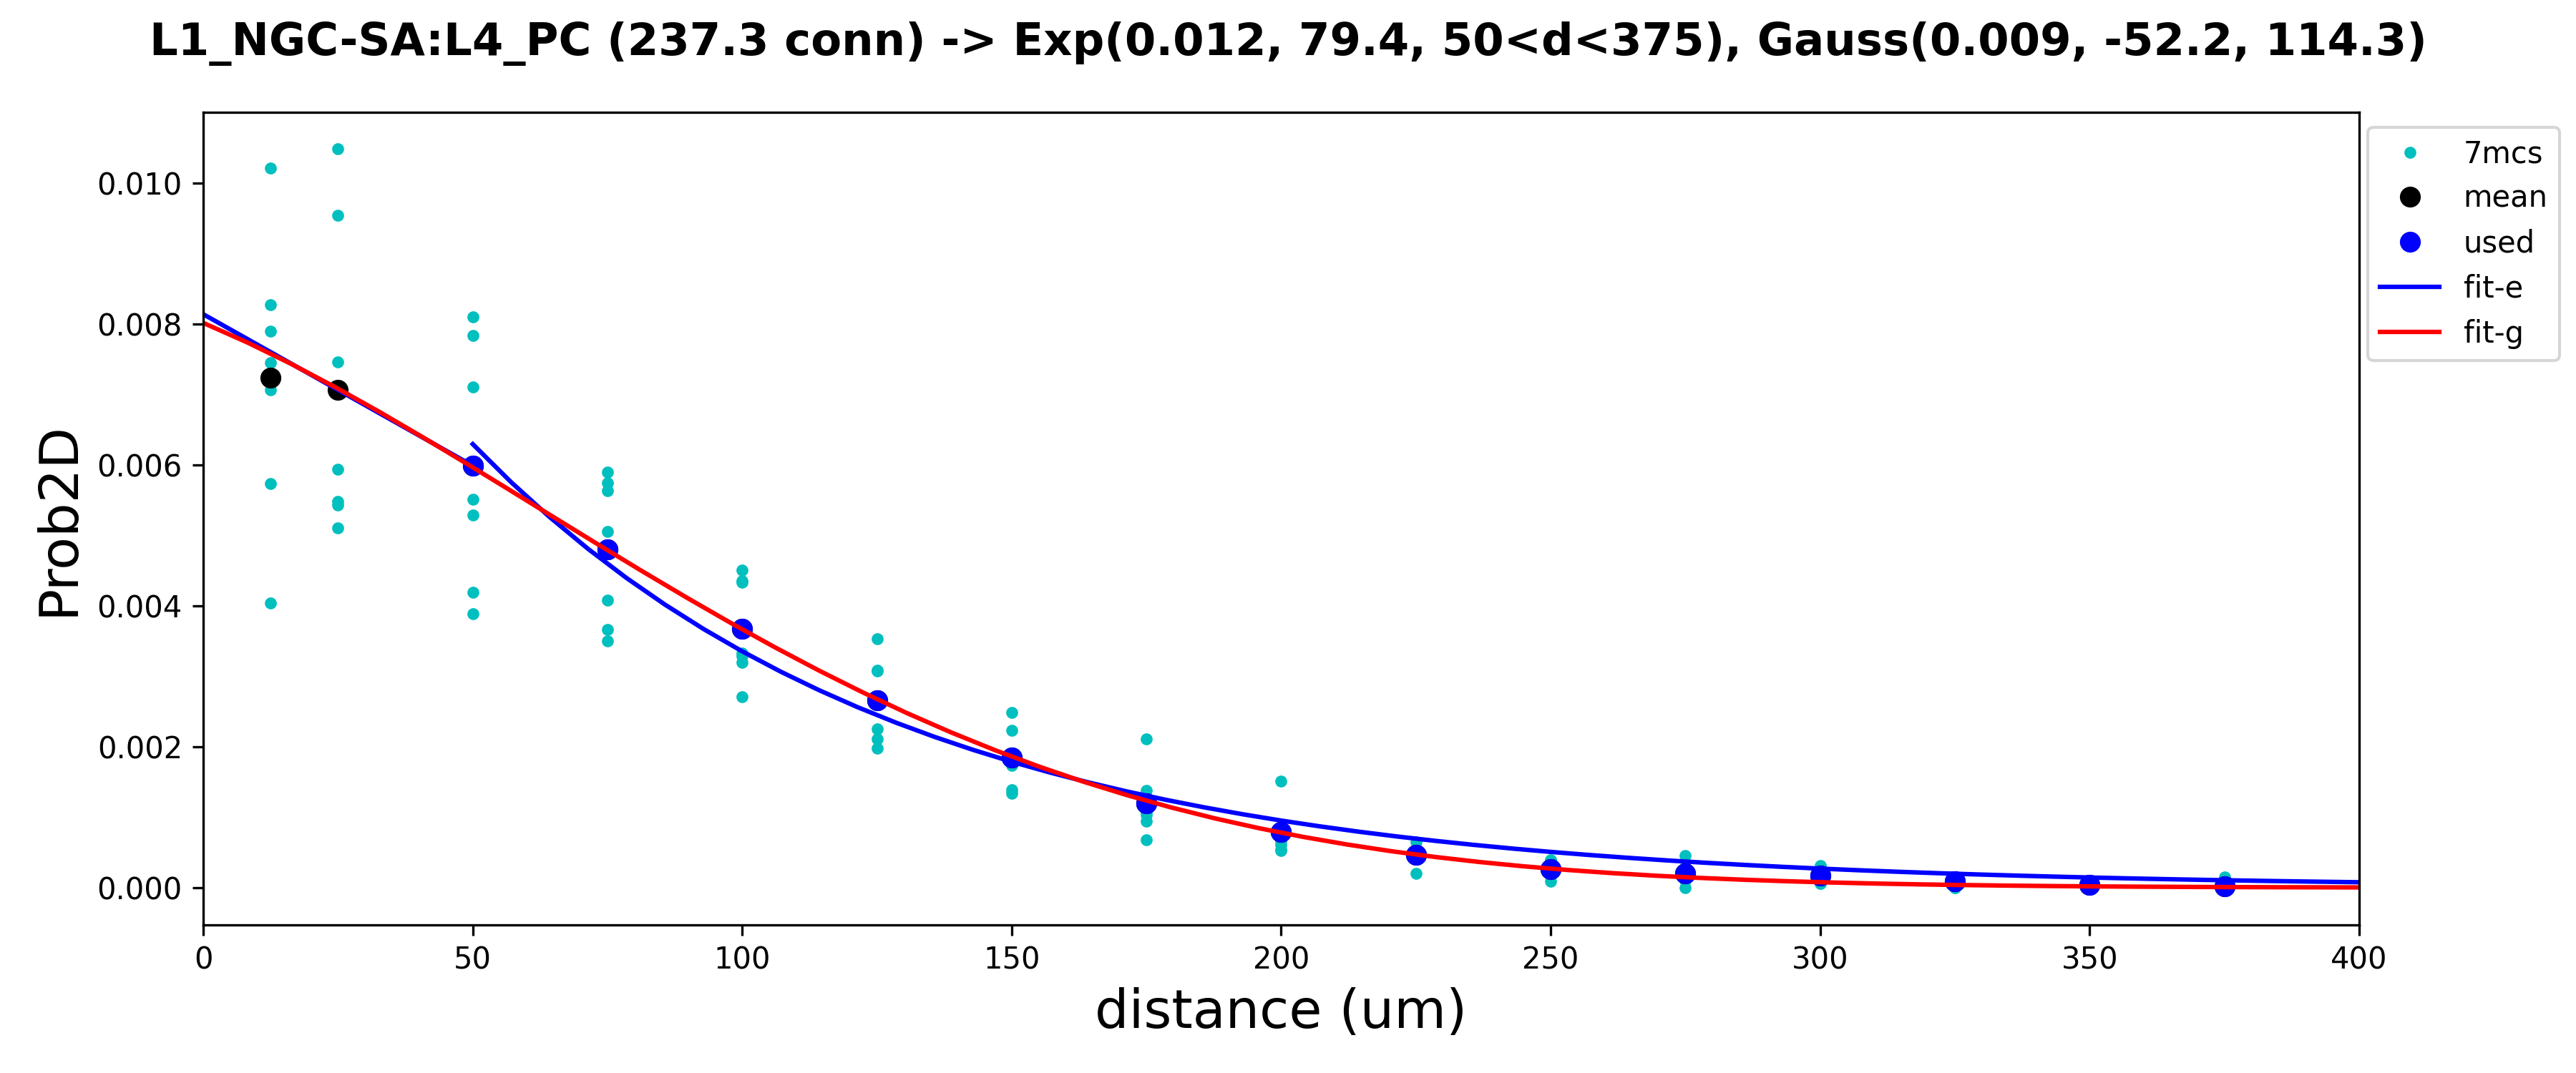 L1_NGC-SA:L4_PC (237.3 conn) -> Exp(0.012, 79.4, 50<d<375), Gauss(0.009, -52.2, 114.3)
7mcs
mean
used
fit-e
fit-g
Prob2D
0.010
0.008
0.006
0.004
0.002
0.000
0 50 100 150 200 250 300 350 400
distance (um)